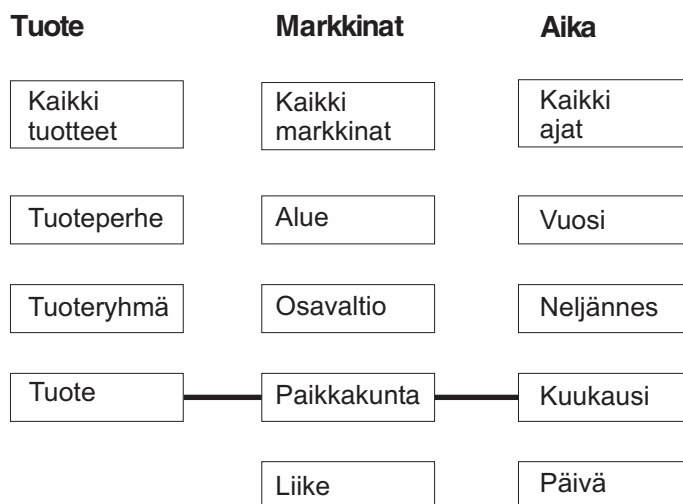 Tuote Markkinat Aika
Kaikki
tuotteet
Kaikki
markkinat
Kaikki
ajat
Tuoteperhe Alue Vuosi
Tuoteryhmä Osavaltio Neljännes
Tuote Paikkakunta Kuukausi
Liike Päivä